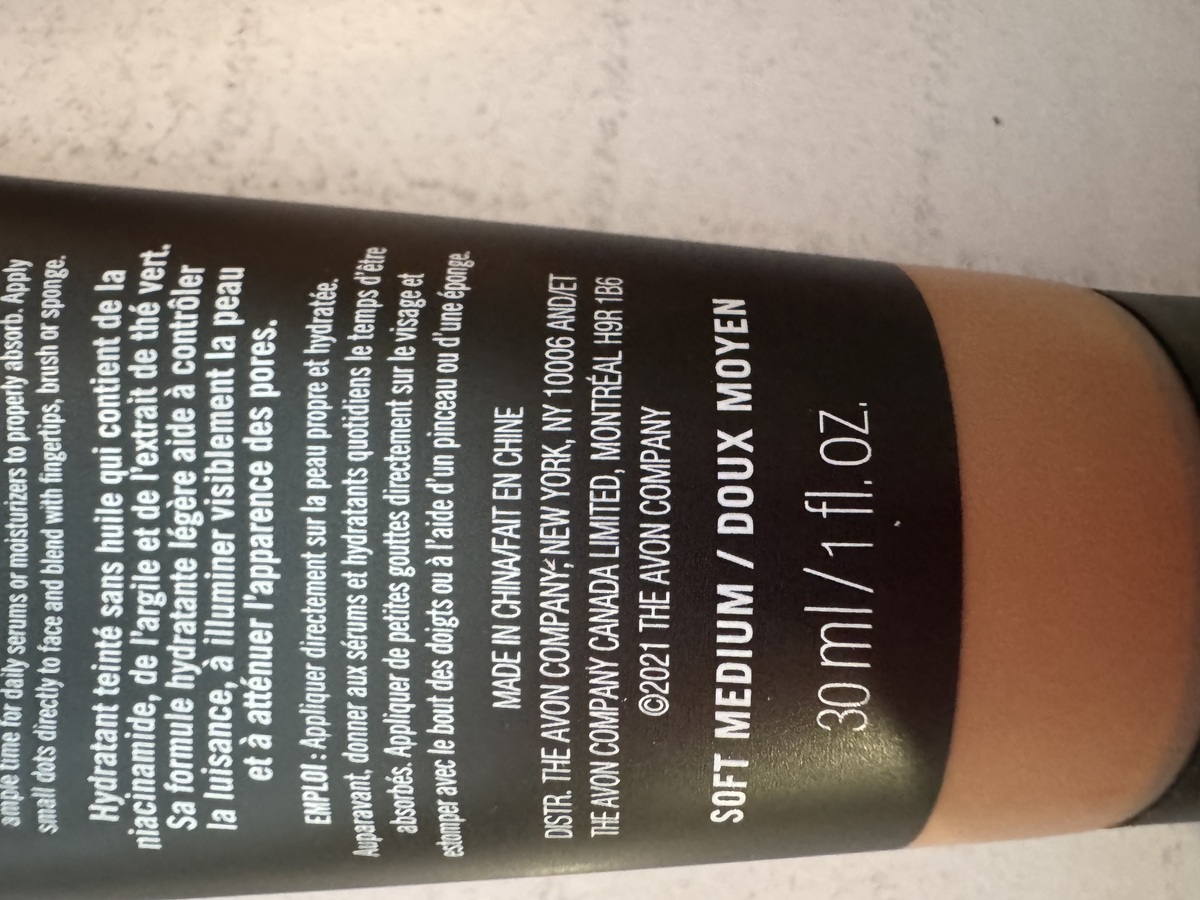 ample time for daily serums or moisturizers to properly absorb. Apply
small dots directly to face and blend with fingertips, brush or sponge.
Hydratant teinté sans huile qui contient de la
niacinamide, de l'argile et de l'extrait de thé vert.
Sa formule hydratante légère aide à contrôler
la luisance, à illuminer visiblement la peau
et à atténuer l'apparence des pores.
EMPLOI : Appliquer directement sur la peau propre et hydratée.
Auparavant, donner aux sérums et hydratants quotidiens le temps d'être
absorbés. Appliquer de petites gouttes directement sur le visage et
estomper avec le bout des doigts ou à l'aide d'un pinceau ou d'une éponge.
MADE IN CHINA/FAIT EN CHINE
DISTR. THE AVON COMPANY, NEW YORK, NY 10006 AND/ET
THE AVON COMPANY CANADA LIMITED, MONTRÉAL H9R 1B6
©2021 THE AVON COMPANY
SOFT MEDIUM / DOUX MOYEN
30 ml / 1 fl. oz.